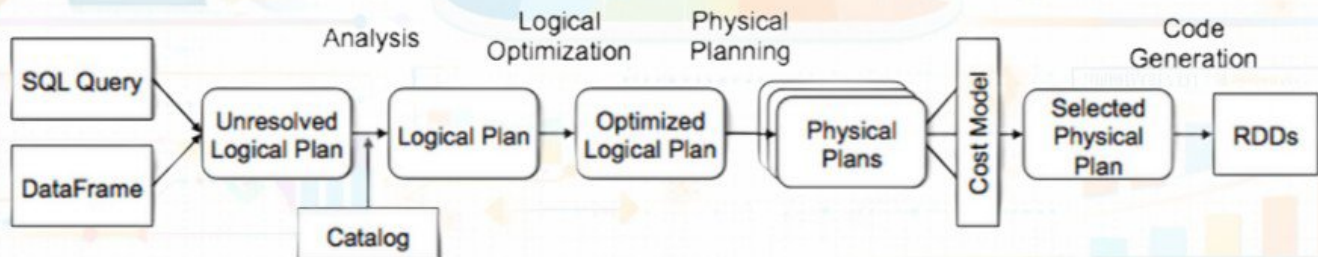 Analysis
Logical
Optimization
Physical
Planning
Code
Generation
SQL Query
DataFrame
Unresolved
Logical Plan
Catalog
Logical Plan
Optimized
Logical Plan
Physical
Plans
Cost Model
Selected
Physical
Plan
RDDs